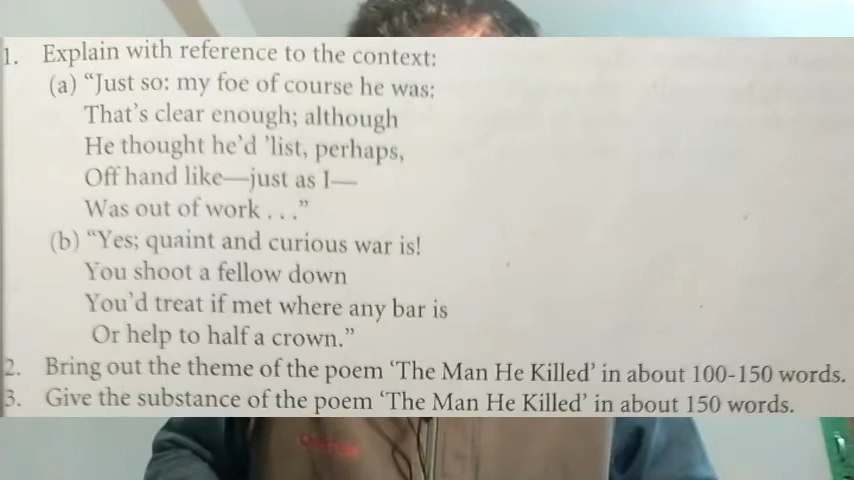 1. Explain with reference to the context:
(a) “Just so: my foe of course he was:
That’s clear enough; although
He thought he’d ’list, perhaps,
Off hand like—just as I—
Was out of work . . .”
(b) “Yes; quaint and curious war is!
You shoot a fellow down
You’d treat if met where any bar is
Or help to half a crown.”
2. Bring out the theme of the poem ‘The Man He Killed’ in about 100-150 words.
3. Give the substance of the poem ‘The Man He Killed’ in about 150 words.